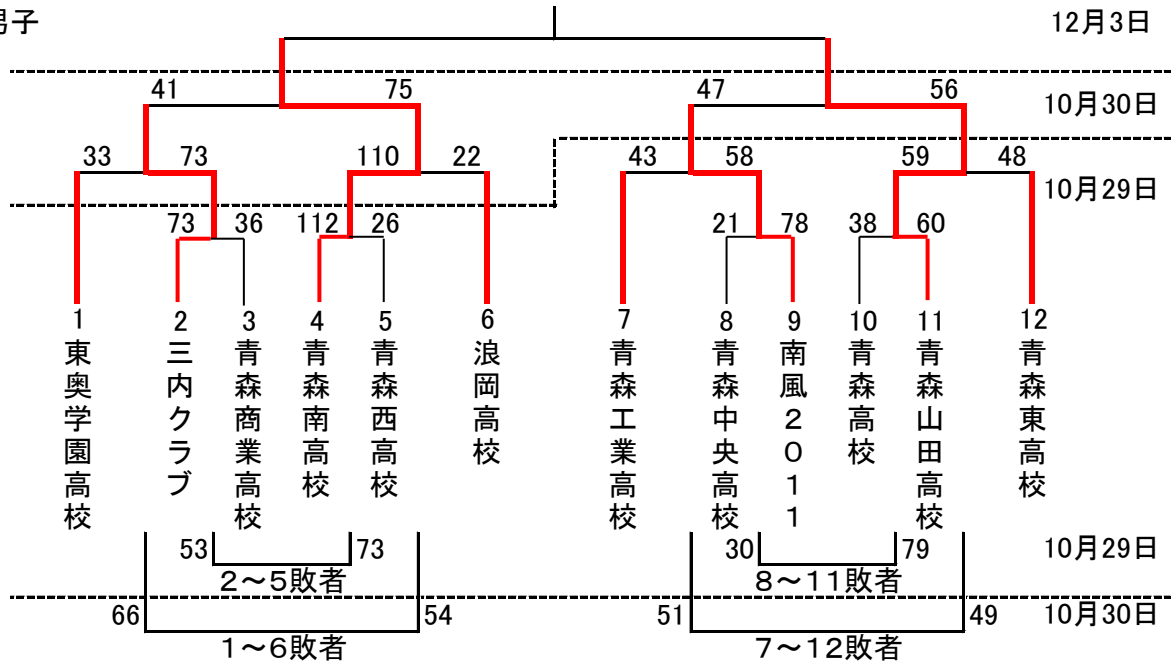 男子
12月3日
41 75 47 56
10月30日
33 73 110 22 43 58 59 48
10月29日
73 36 112 26 21 78 38 60
1 2 3 4 5 6 7 8 9 10 11 12
東奥学園高校
三内クラブ
青森商業高校
青森南高校
青森西高校
浪岡高校
青森工業高校
青森中央高校
南風2011
青森高校
青森山田高校
青森東高校
53 73 30 79
10月29日
2～5敗者 8～11敗者
66 54 51 49
10月30日
1～6敗者 7～12敗者